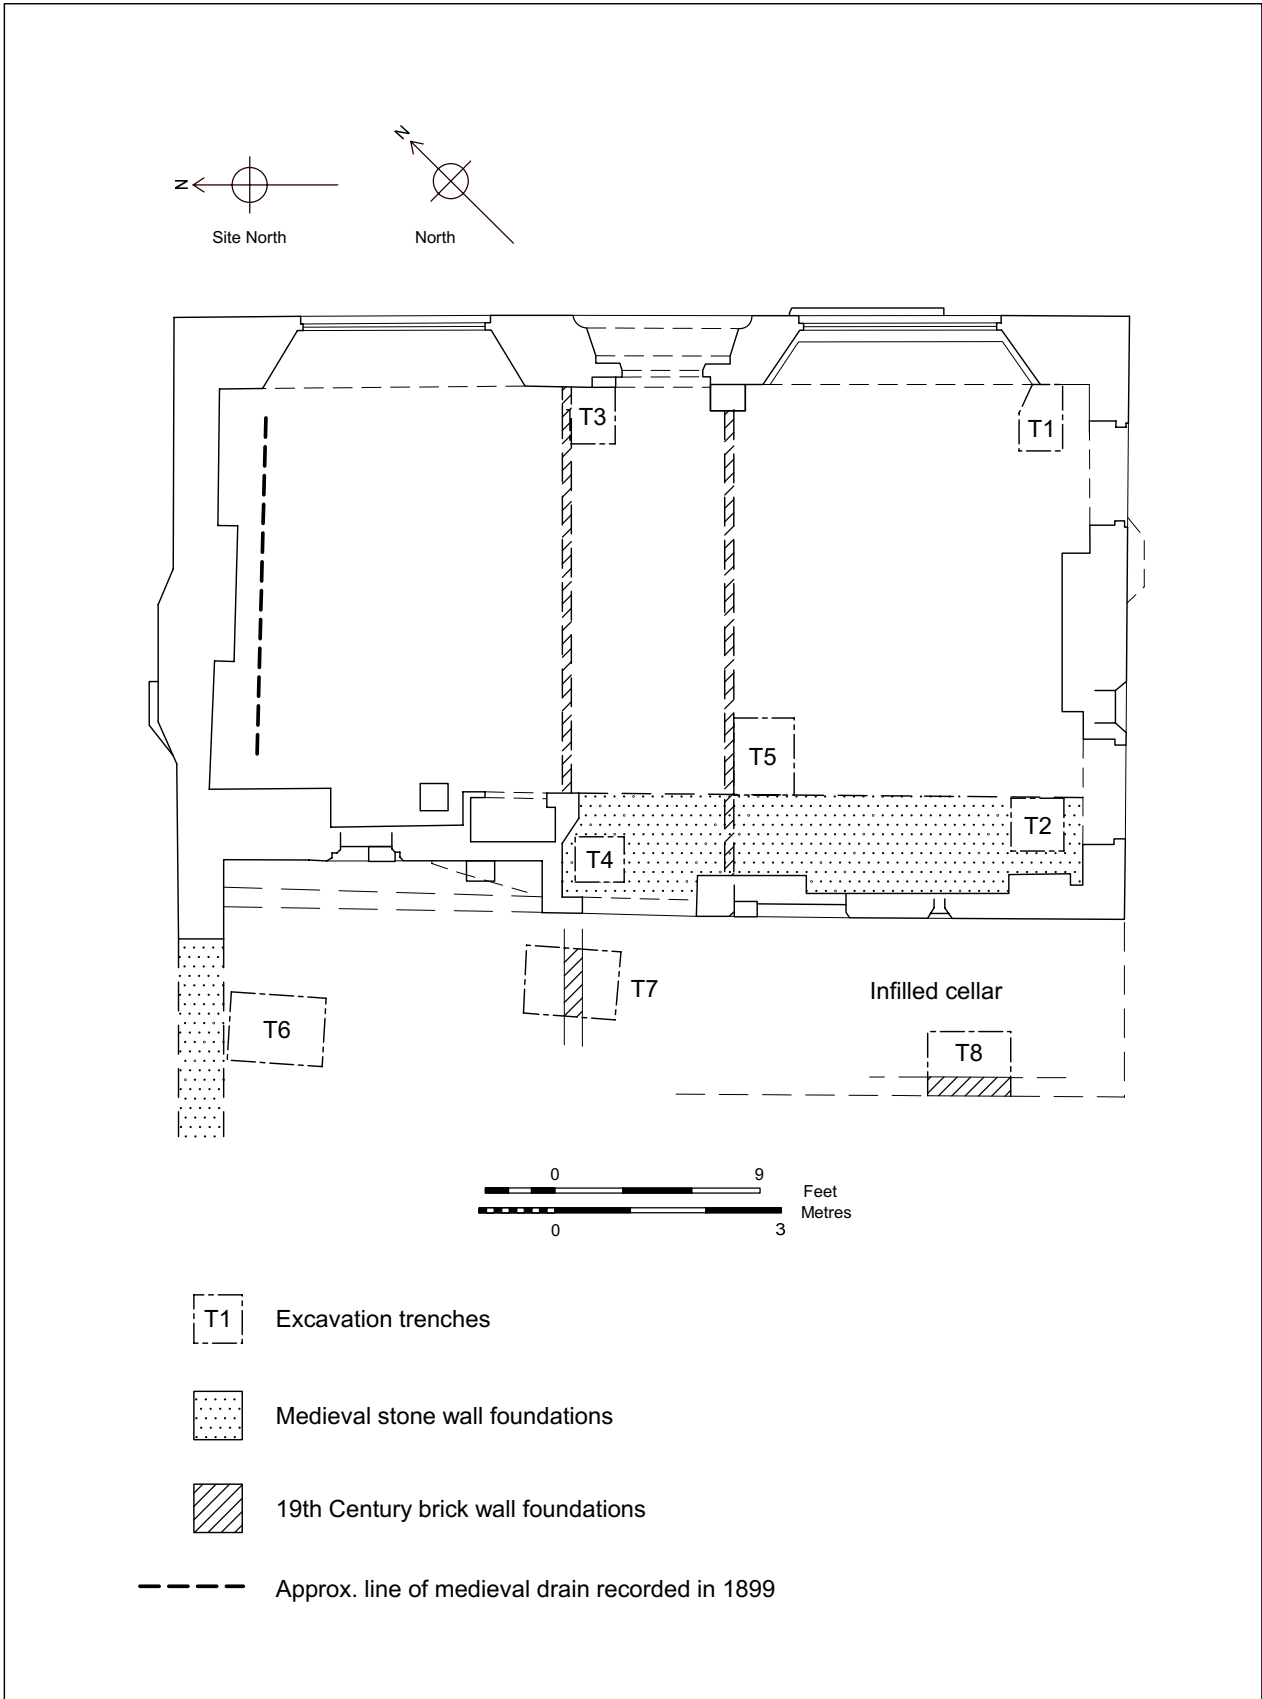 N
N
Site North
North
T3
T1
T5
T2
T4
T7
Infilled cellar
T6
T8
0 9
Feet
Metres
0 3
T1 Excavation trenches
Medieval stone wall foundations
19th Century brick wall foundations
Approx. line of medieval drain recorded in 1899